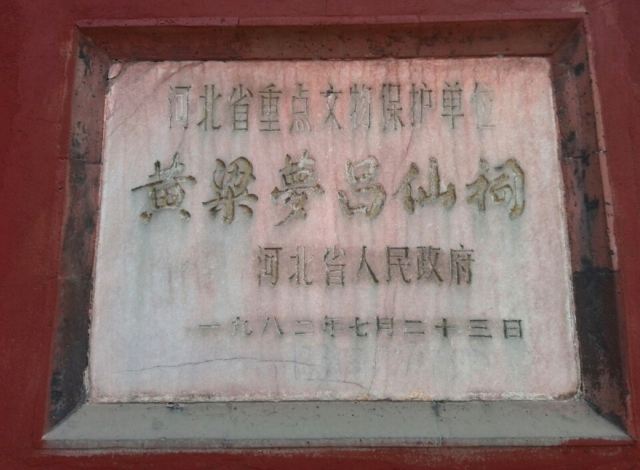 河北省重点文物保护单位
黄粱夢吕仙祠
河北省人民政府
一九八二年七月二十三日